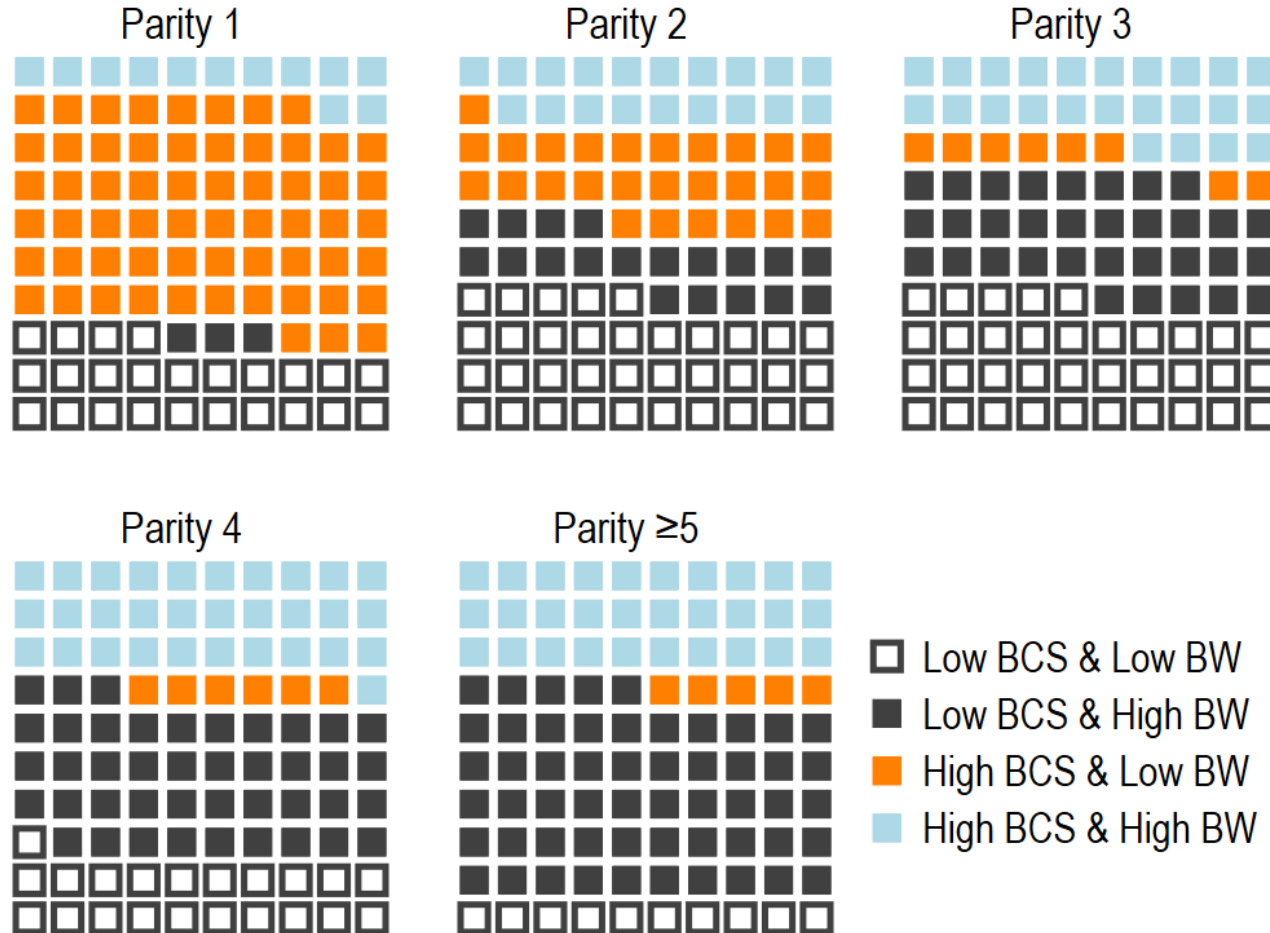 Parity 1
Parity 2
Parity 3
Parity 4
Parity ≥5
Low BCS & Low BW
Low BCS & High BW
High BCS & Low BW
High BCS & High BW